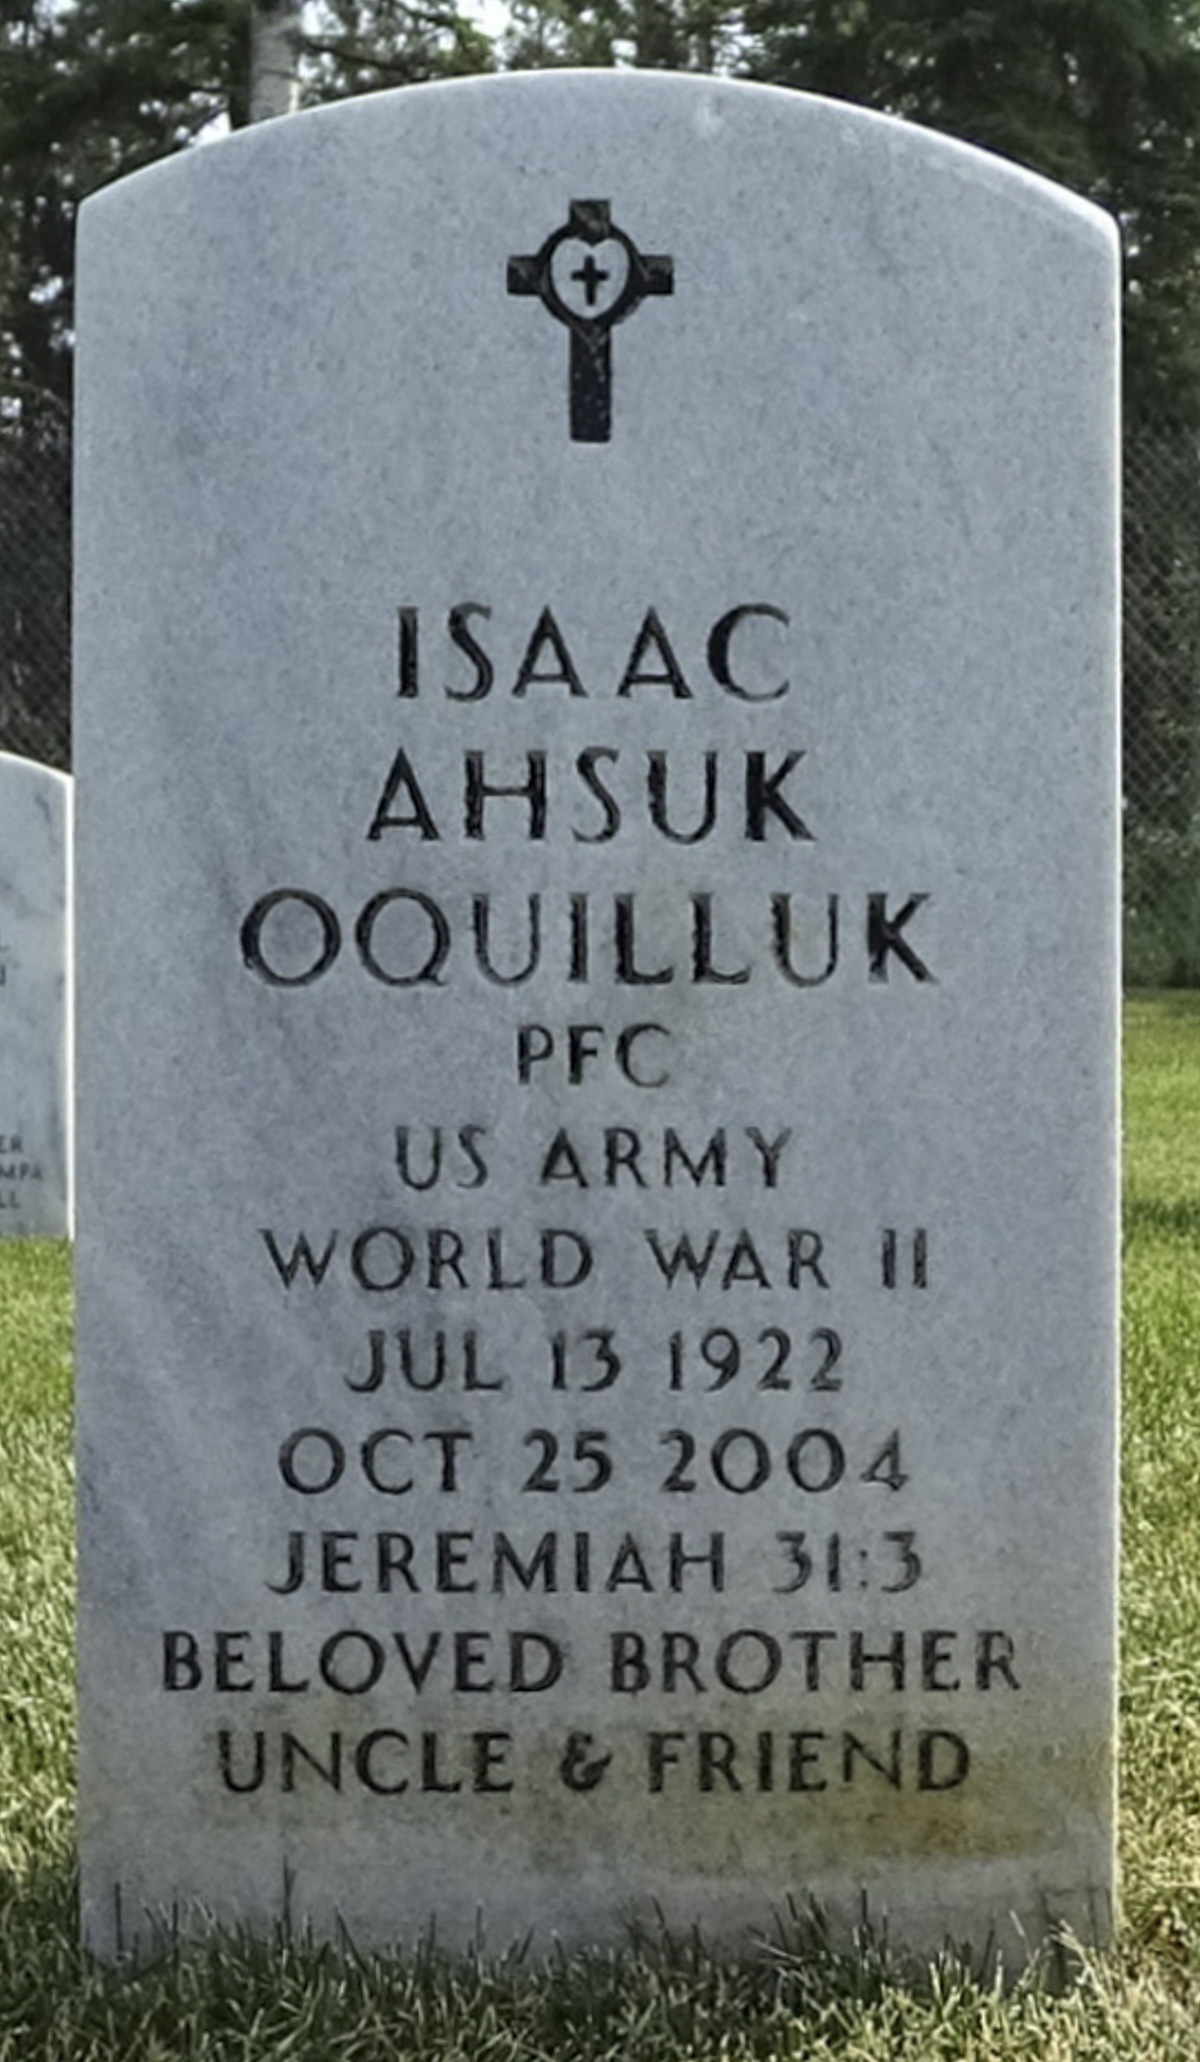 ISAAC
AHSUK
OQUILLUK
PFC
US ARMY
WORLD WAR II
JUL 13 1922
OCT 25 2004
JEREMIAH 31:3
BELOVED BROTHER
UNCLE & FRIEND